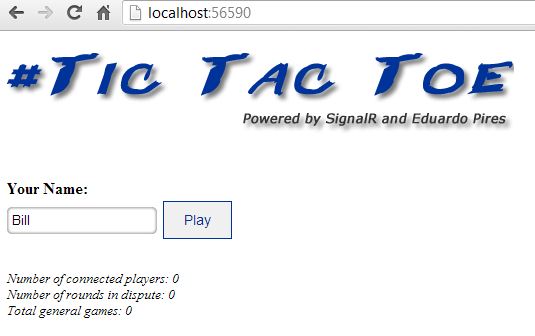 localhost:56590
#Tic Tac Toe
Powered by SignalR and Eduardo Pires
Your Name:
Bill
Play
Number of connected players: 0
Number of rounds in dispute: 0
Total general games: 0